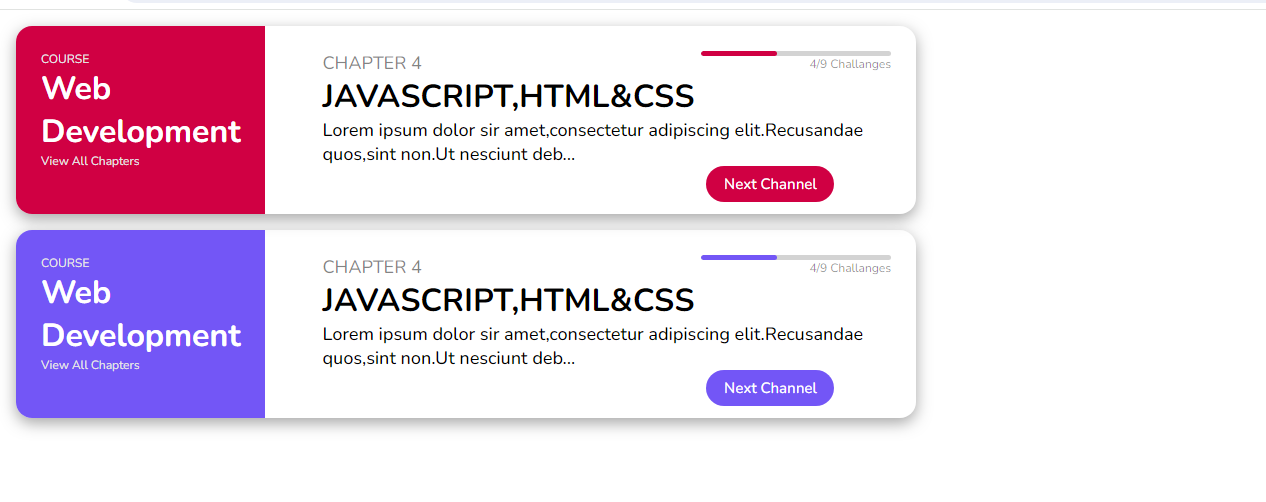 COURSE
Web
Development
View All Chapters
CHAPTER 4
4/9 Challanges
JAVASCRIPT,HTML&CSS
Lorem ipsum dolor sir amet,consectetur adipiscing elit.Recusandae
quos,sint non.Ut nesciunt deb...
Next Channel
COURSE
Web
Development
View All Chapters
CHAPTER 4
4/9 Challanges
JAVASCRIPT,HTML&CSS
Lorem ipsum dolor sir amet,consectetur adipiscing elit.Recusandae
quos,sint non.Ut nesciunt deb...
Next Channel